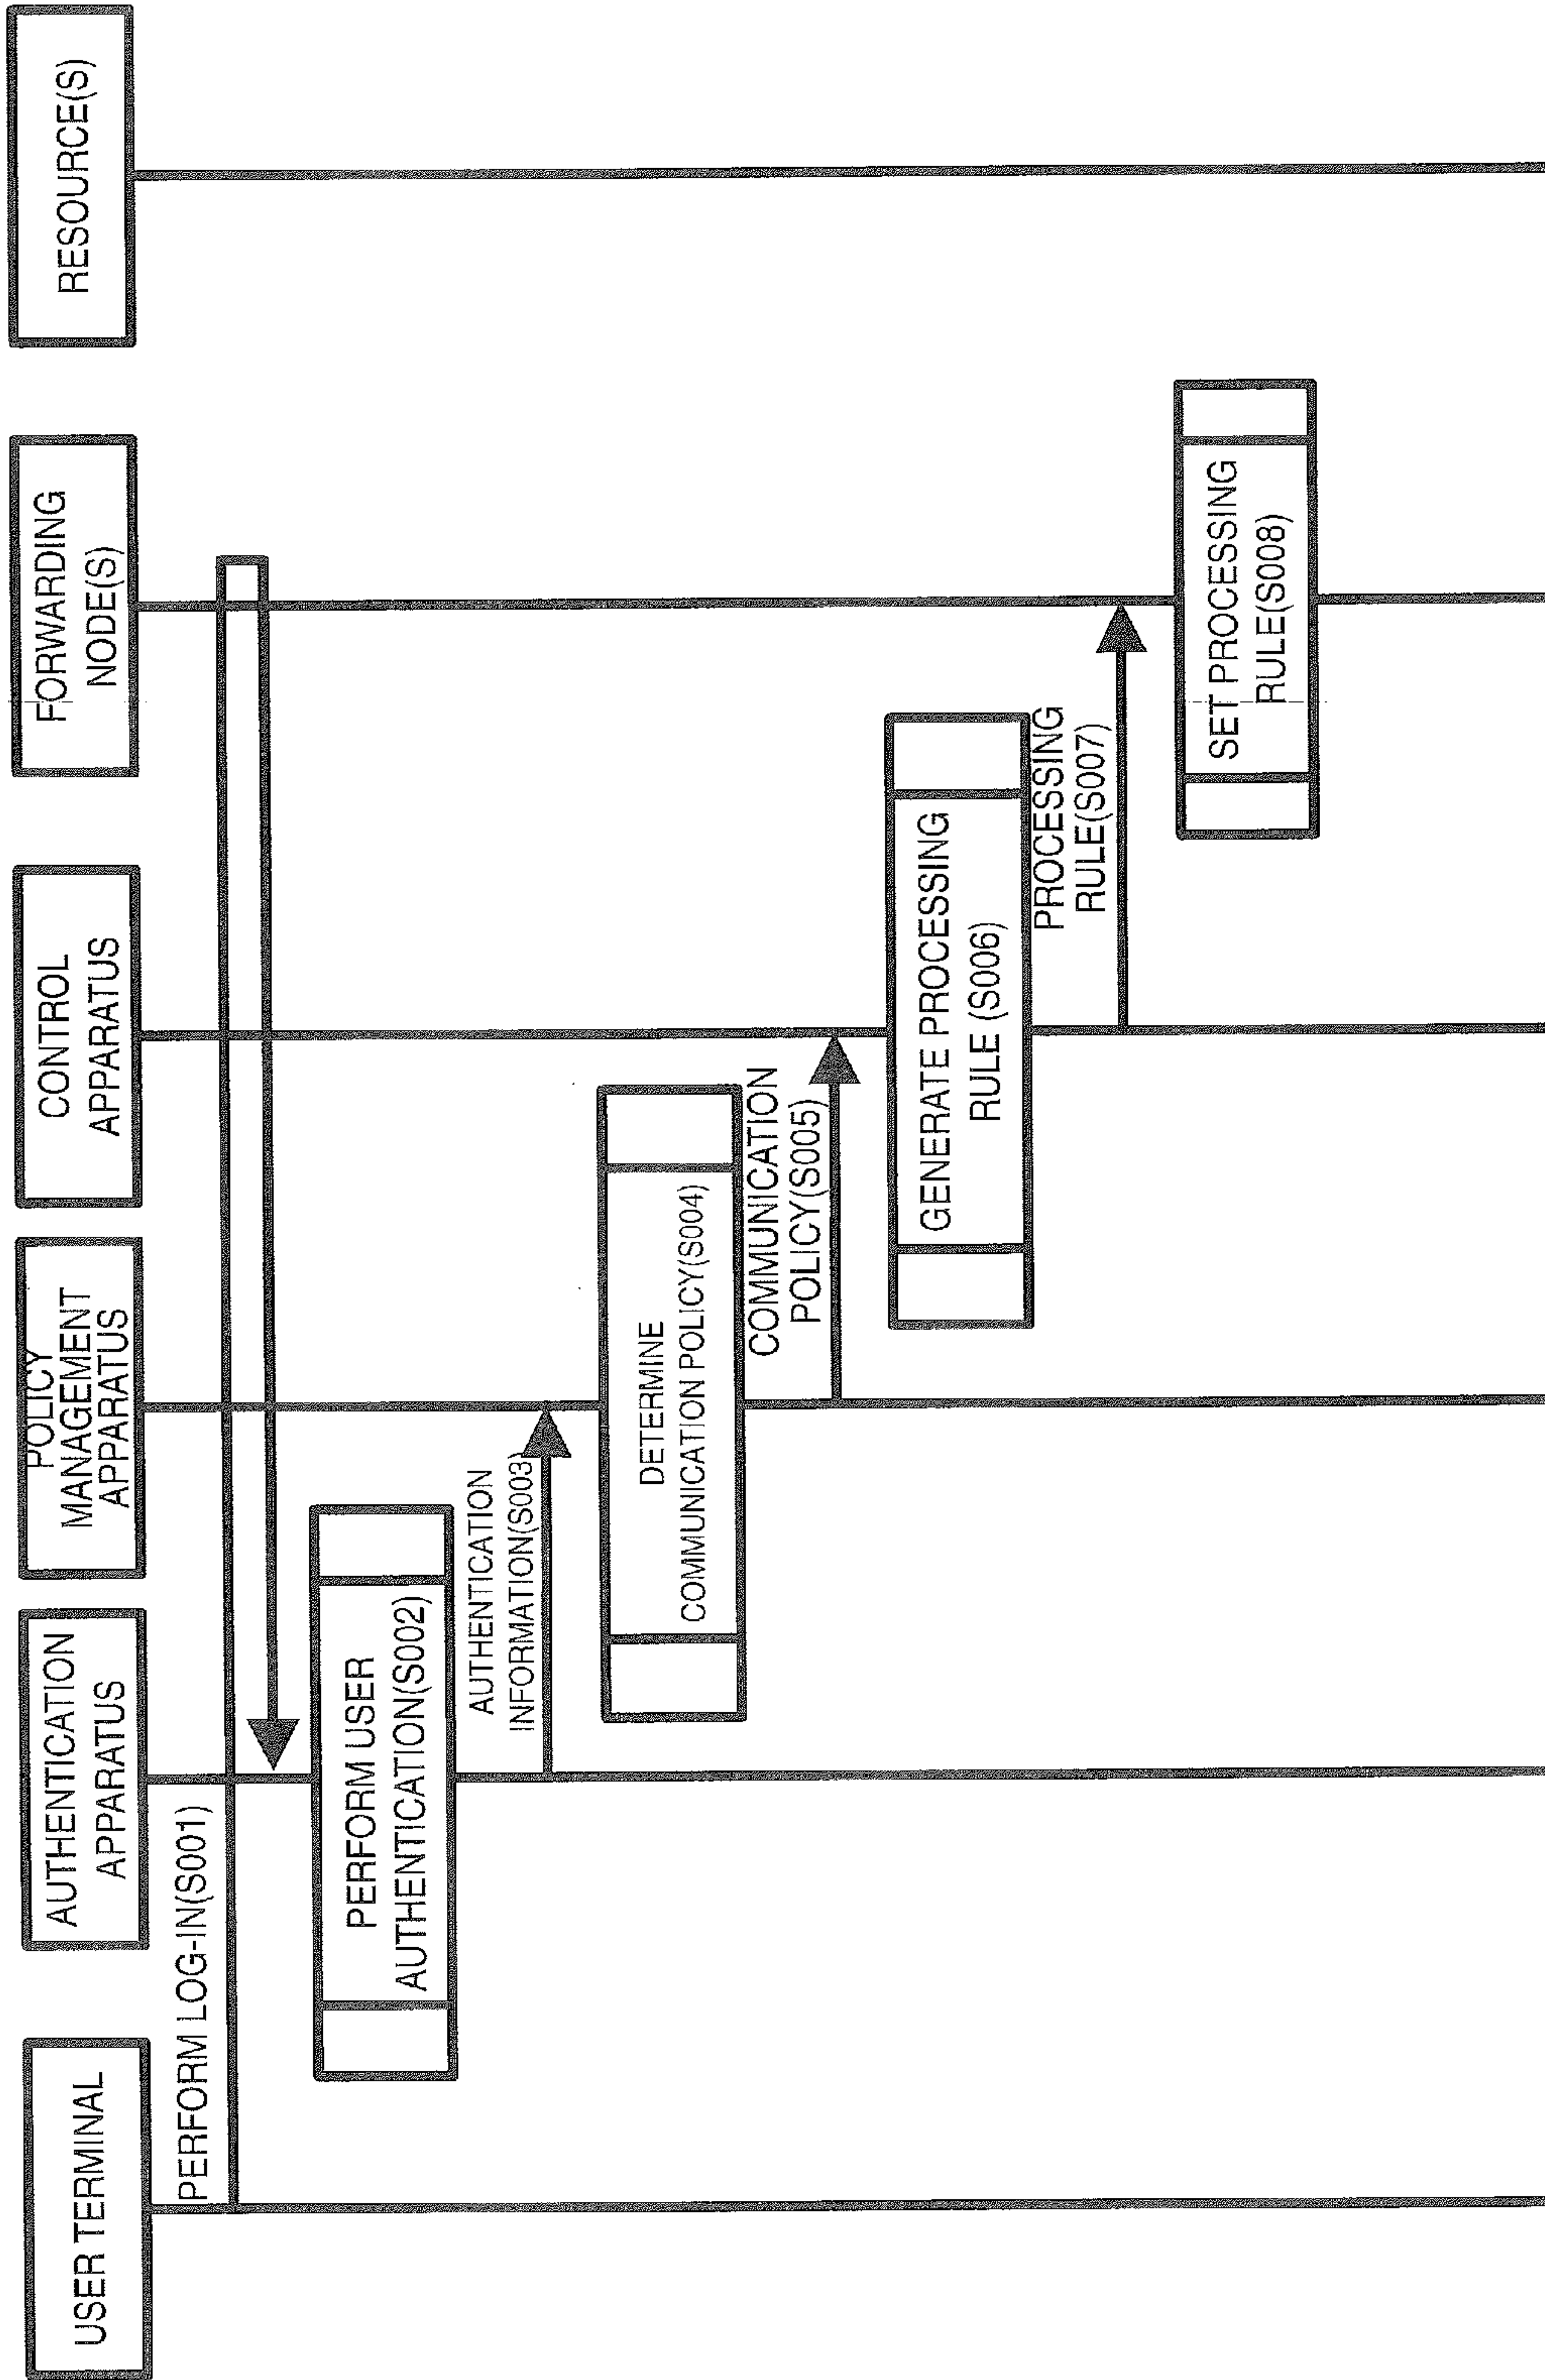 USER TERMINAL
AUTHENTICATION
APPARATUS
POLICY
MANAGEMENT
APPARATUS
CONTROL
APPARATUS
FORWARDING
NODE(S)
RESOURCE(S)
PERFORM LOG-IN(S001)
PERFORM USER
AUTHENTICATION(S002)
AUTHENTICATION
INFORMATION(S003)
DETERMINE
COMMUNICATION POLICY(S004)
COMMUNICATION
POLICY(S005)
GENERATE PROCESSING
RULE (S006)
PROCESSING
RULE(S007)
SET PROCESSING
RULE(S008)